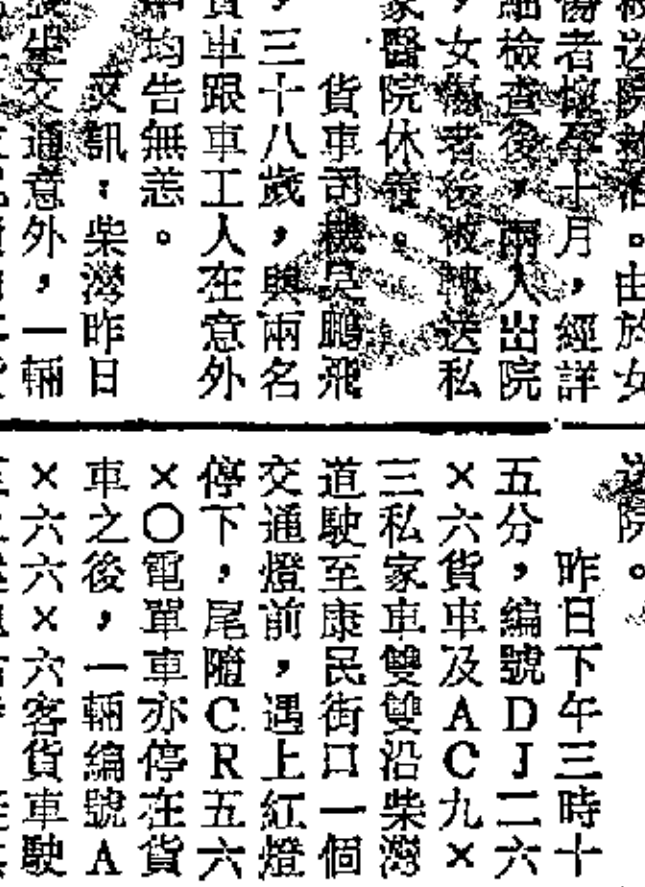 被送院救治。由於女
傷者懷孕十月，經詳
細檢查後，兩人出院
，女傷者後被轉送私
家醫院休養。
貨車司機吳鵬飛
，三十八歲，與兩名
貨車跟車工人在意外
中均告無恙。
又訊：柴灣昨日
生交通意外，一輛
送院。
昨日下午三時十
五分，編號DJ二六
×六貨車及AC九×
三私家車雙雙沿柴灣
道駛至康民街口一個
交通燈前，遇上紅燈
停下，尾隨CR五六
×〇電單車亦停在貨
車之後，一輛編號A
×六六×六客貨車駛